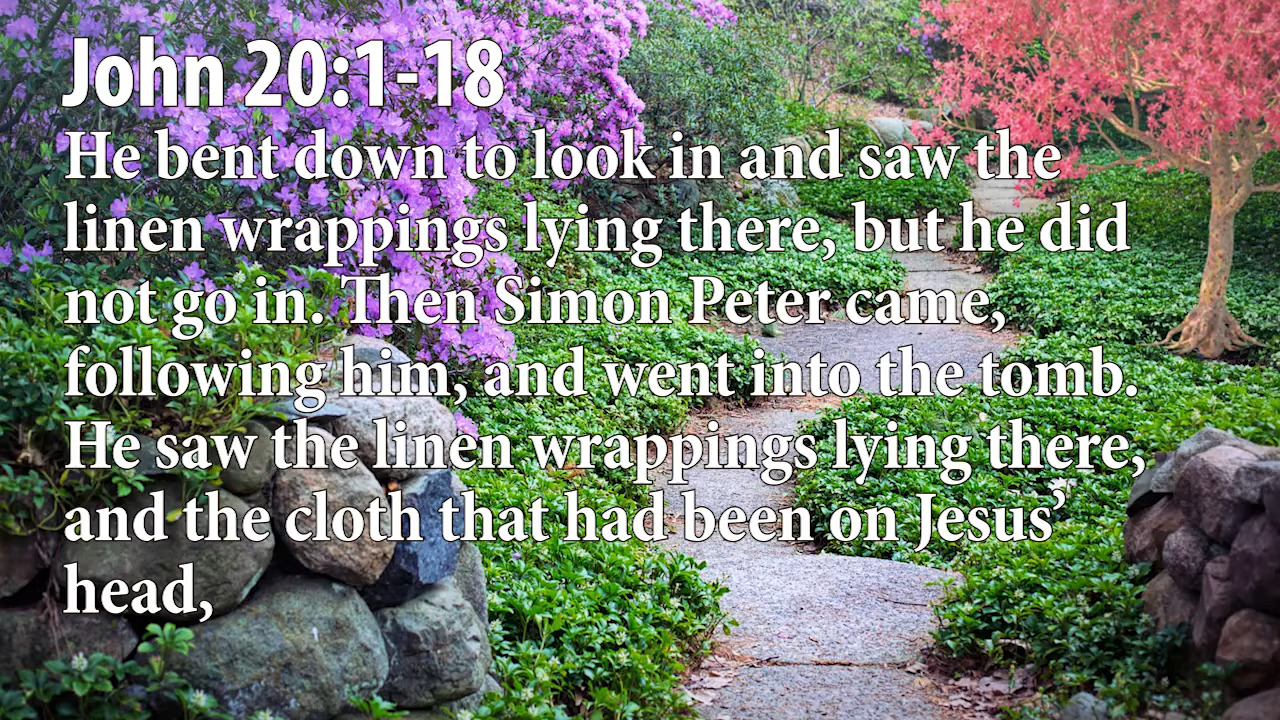 John 20:1-18
He bent down to look in and saw the
linen wrappings lying there, but he did
not go in. Then Simon Peter came,
following him, and went into the tomb.
He saw the linen wrappings lying there,
and the cloth that had been on Jesus’
head,